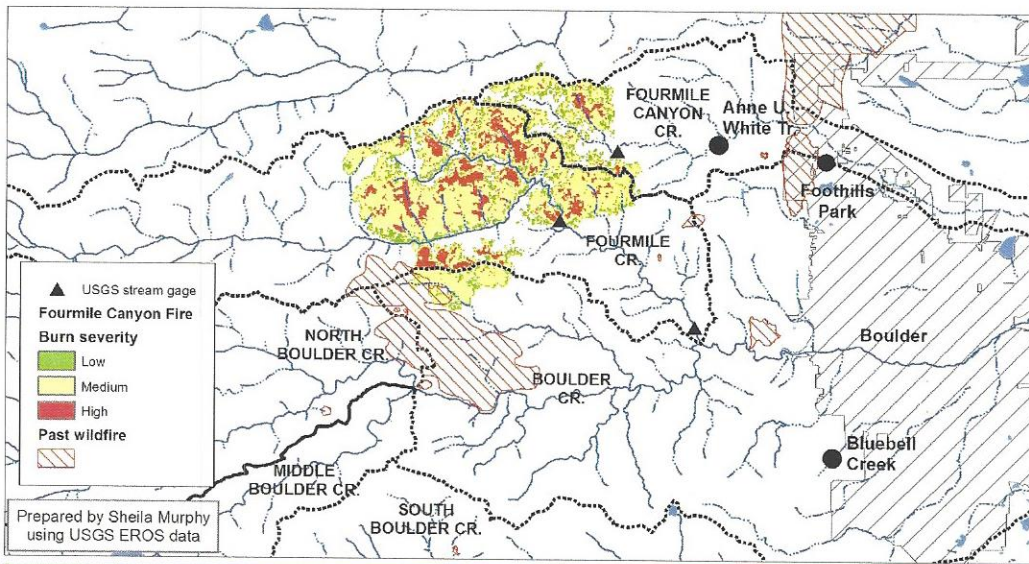 FOURMILE
CANYON
CR.
Anne U.
White Tr.
Foothills
Park
FOURMILE
CR.
USGS stream gage
Fourmile Canyon Fire
Burn severity
Low
Medium
High
Past wildfire
NORTH
BOULDER CR.
BOULDER
CR.
Boulder
MIDDLE
BOULDER CR.
Bluebell
Creek
SOUTH
BOULDER CR.
Prepared by Sheila Murphy
using USGS EROS data